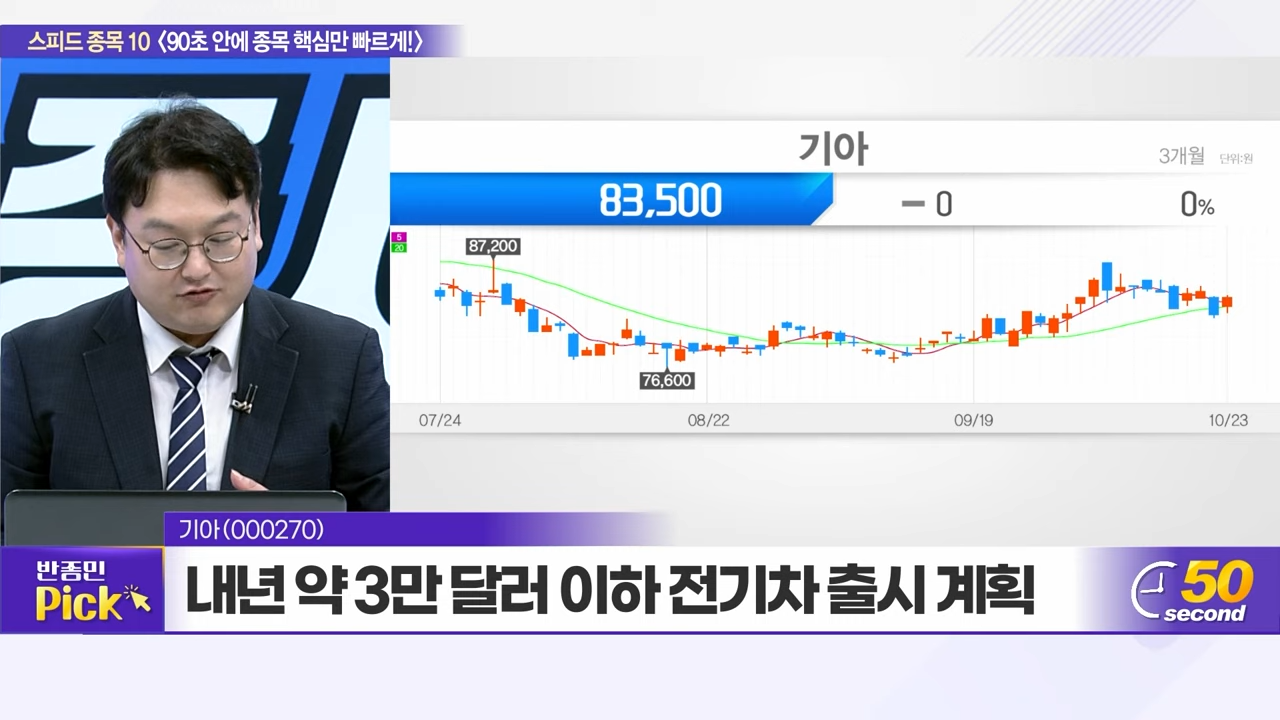 스피드 종목 10 〈90초 안에 종목 핵심만 빠르게!〉
기아
3개월 단위:원
83,500
0
0%
5
20
87,200
76,600
07/24
08/22
09/19
10/23
기아(000270)
반종민
Pick
내년 약 3만 달러 이하 전기차 출시 계획
50
second